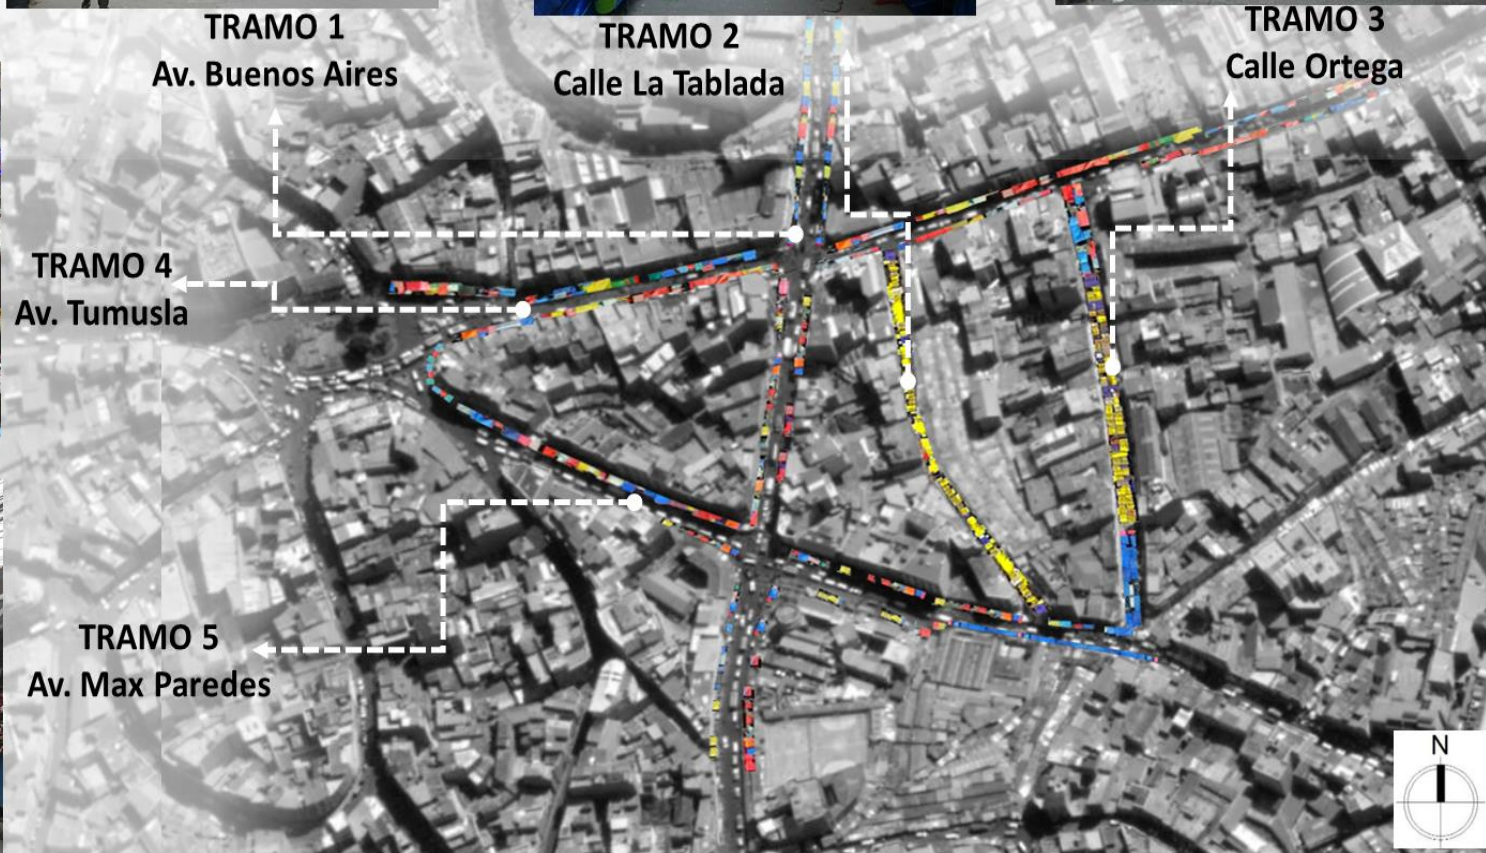 TRAMO 1
Av. Buenos Aires
TRAMO 2
Calle La Tablada
TRAMO 3
Calle Ortega
TRAMO 4
Av. Tumusla
TRAMO 5
Av. Max Paredes
N